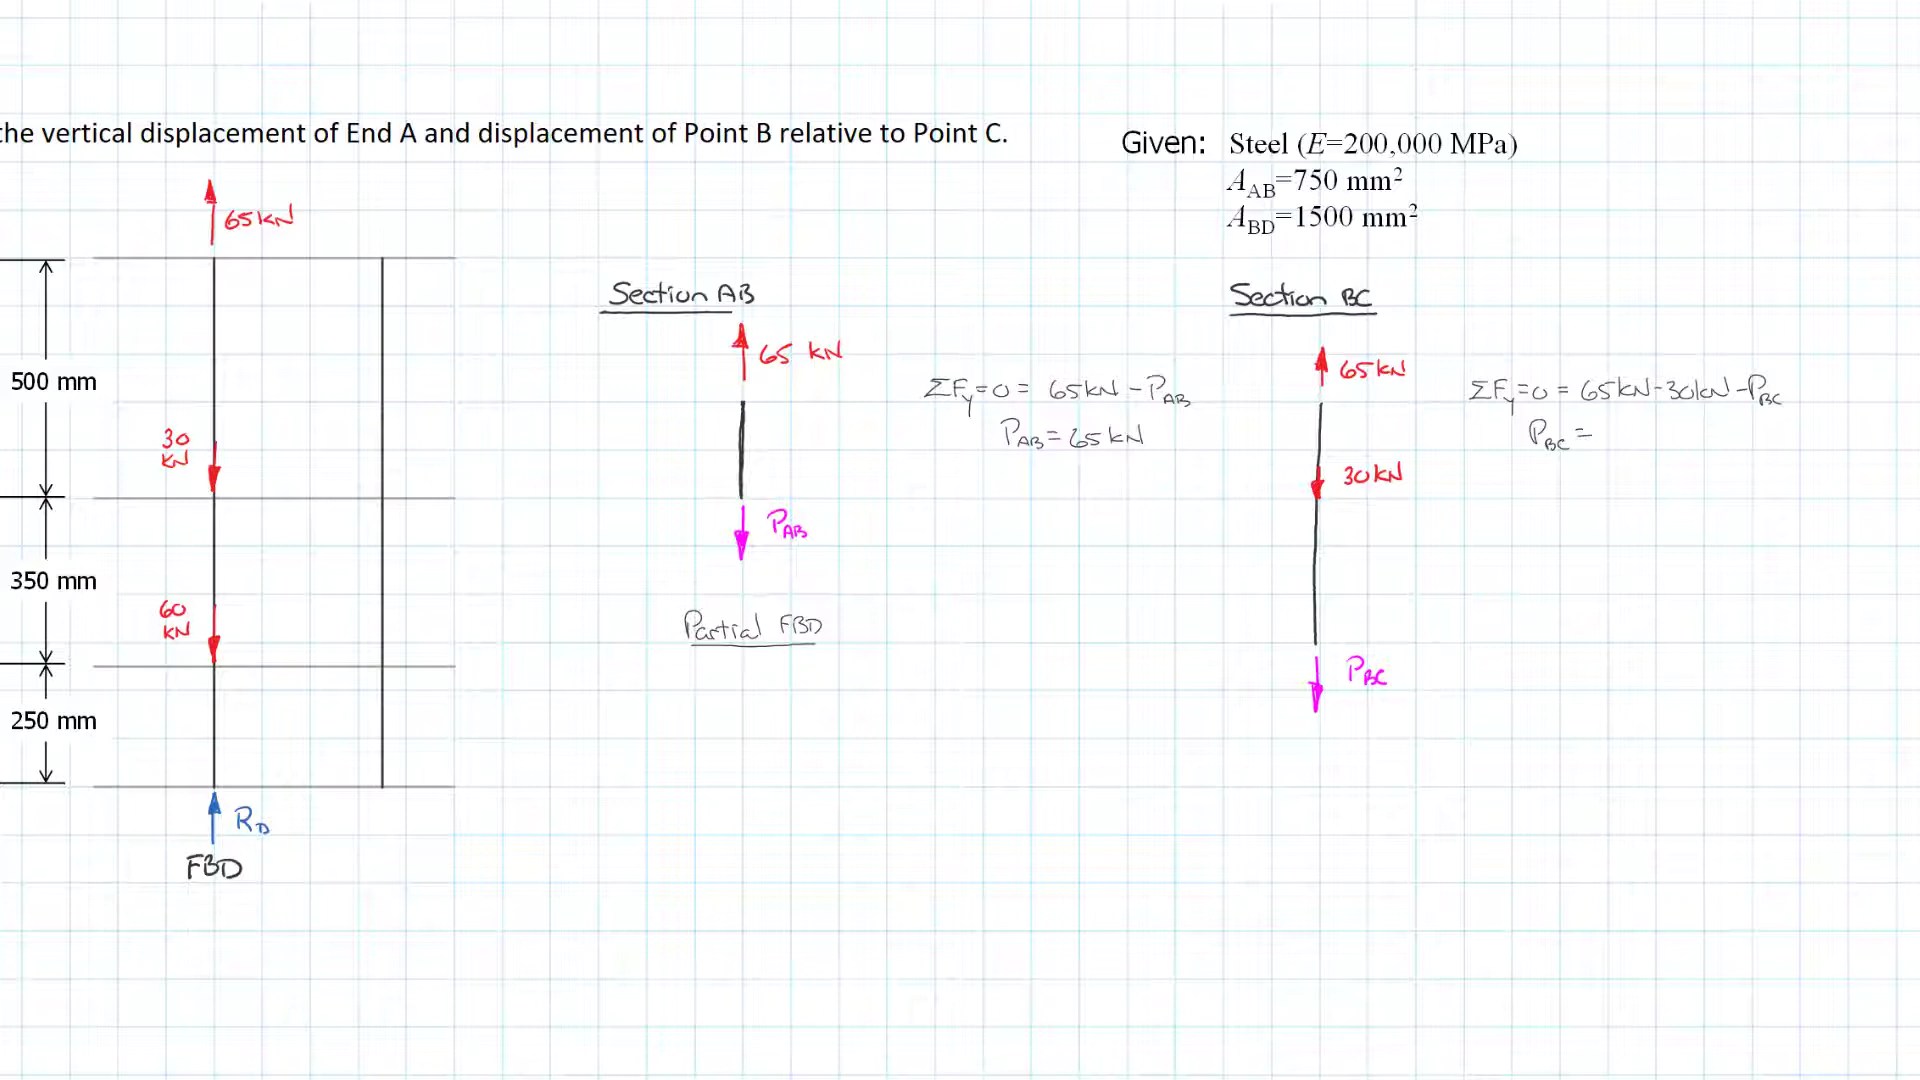 the vertical displacement of End A and displacement of Point B relative to Point C.
Given: Steel (E=200,000 MPa)
A_AB=750 mm²
A_BD=1500 mm²
65kN
500 mm
30
kN
350 mm
60
kN
250 mm
R_D
FBD
Section AB
65 kN
ΣF_y=0 = 65kN-P_AB
P_AB=65kN
P_AB
Partial FBD
Section BC
65kN
ΣF_y=0 = 65kN-30kN-P_BC
P_BC=
30kN
P_BC